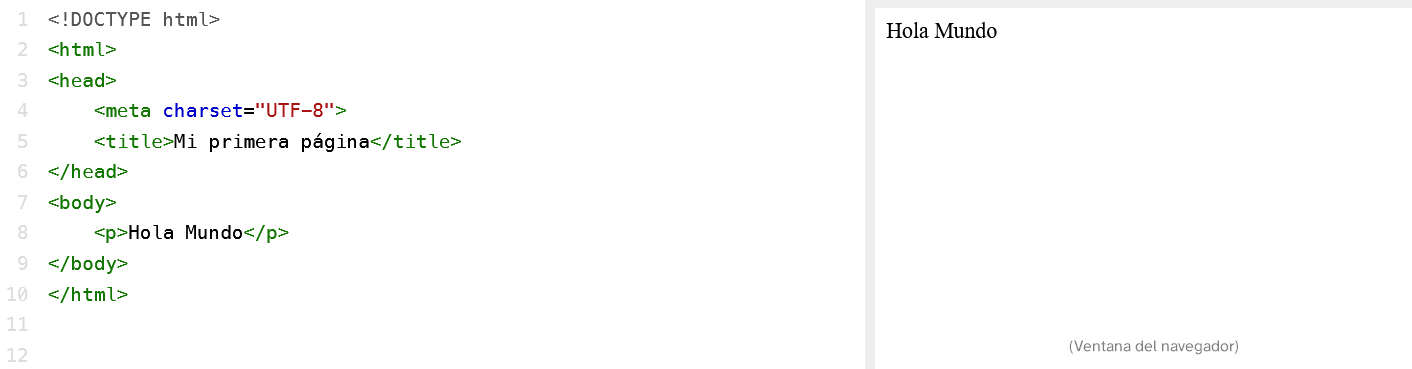 1 <!DOCTYPE html>
2 <html>
3 <head>
4     <meta charset="UTF-8">
5     <title>Mi primera página</title>
6 </head>
7 <body>
8     <p>Hola Mundo</p>
9 </body>
10 </html>
11
12
Hola Mundo
(Ventana del navegador)